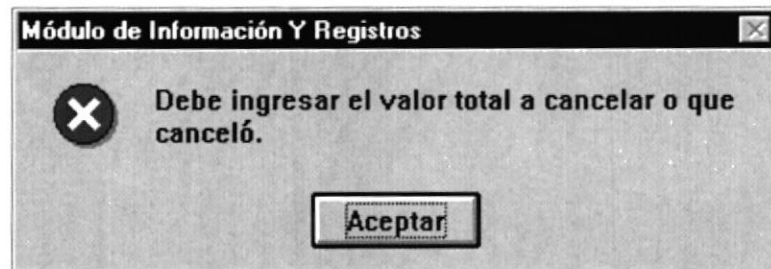 Módulo de Información Y Registros
Debe ingresar el valor total a cancelar o que
canceló.
Aceptar